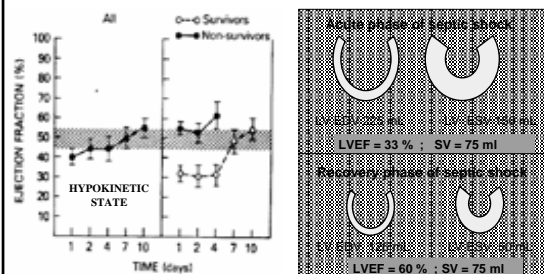 All
Survivors
Non-survivors
EJECTION FRACTION (%)
100
90
80
70
60
50
40
30
20
10
HYPOKINETIC
STATE
1 2 4 7 10 1 2 4 7 10
TIME (days)
Acute phase of septic shock
LVEF = 33 % ; SV = 75 ml
Recovery phase of septic shock
LVEF = 60 % ; SV = 75 ml